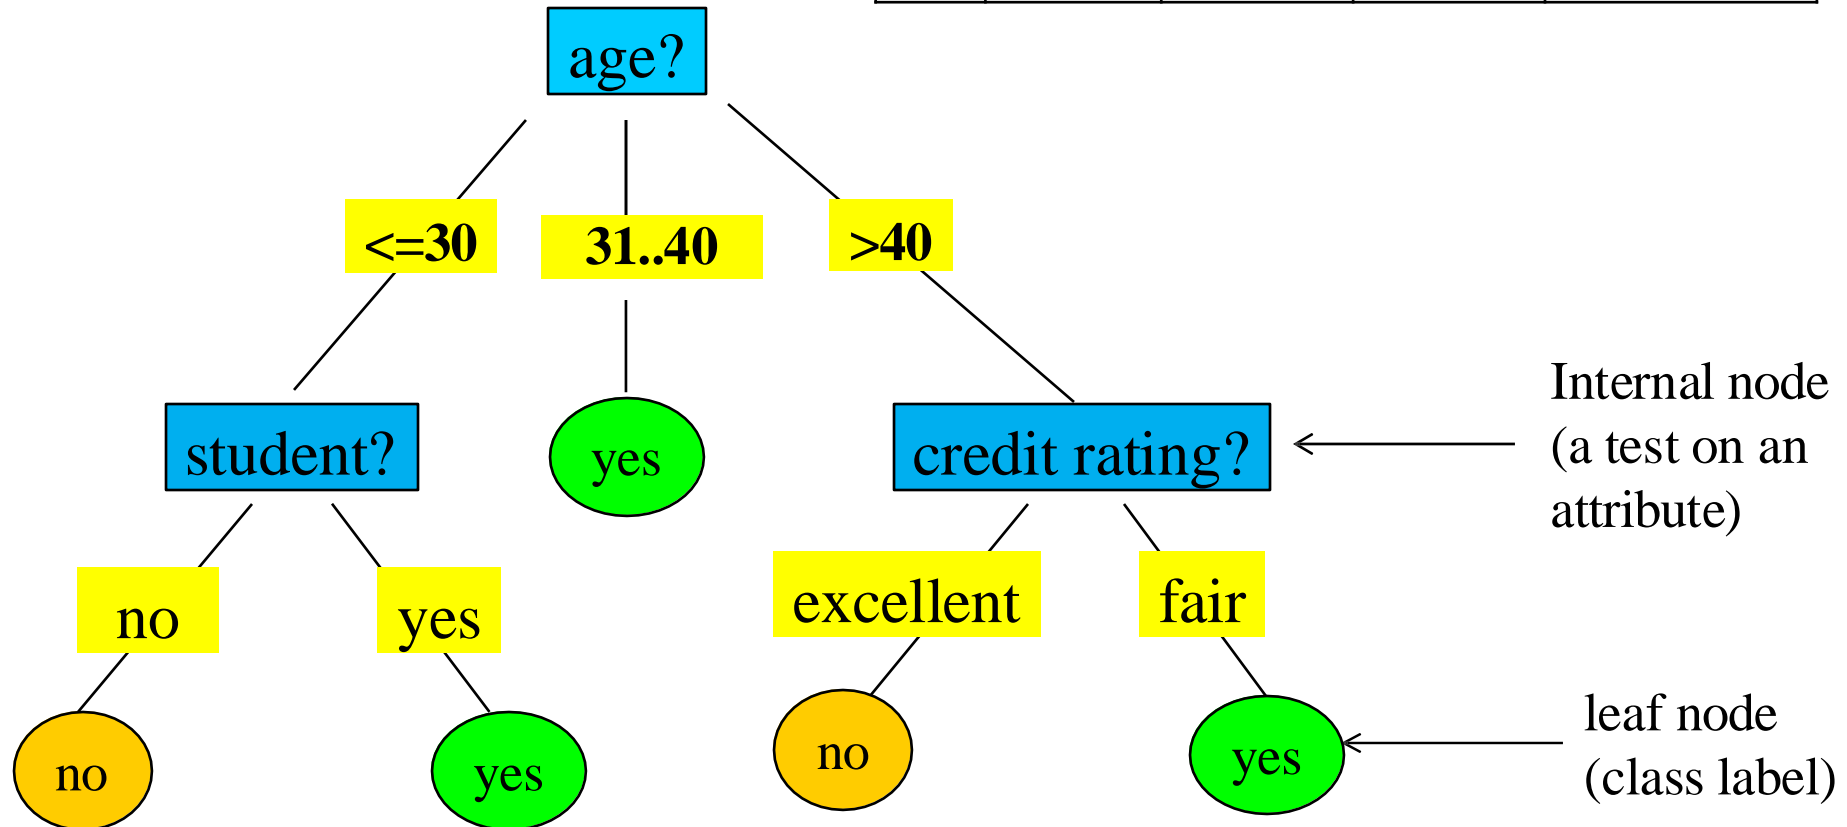 age?
<=30
31..40
>40
student?
yes
credit rating?
Internal node
(a test on an
attribute)
no
yes
excellent
fair
no
yes
no
yes
leaf node
(class label)